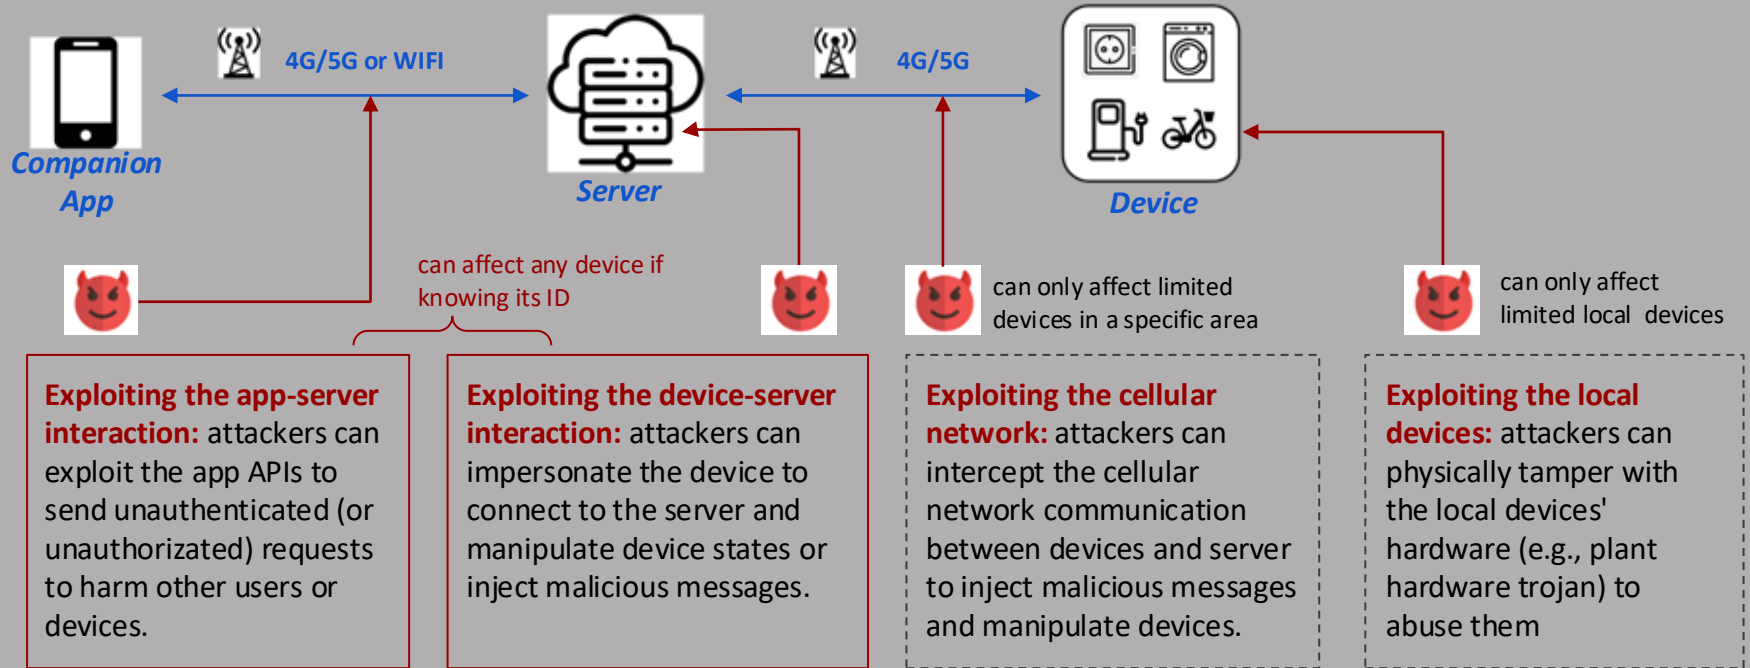 4G/5G or WIFI
4G/5G
Companion
App
Server
Device
can affect any device if
knowing its ID
can only affect limited
devices in a specific area
can only affect
limited local devices
Exploiting the app-server
interaction: attackers can
exploit the app APIs to
send unauthenticated (or
unauthorizated) requests
to harm other users or
devices.
Exploiting the device-server
interaction: attackers can
impersonate the device to
connect to the server and
manipulate device states or
inject malicious messages.
Exploiting the cellular
network: attackers can
intercept the cellular
network communication
between devices and server
to inject malicious messages
and manipulate devices.
Exploiting the local
devices: attackers can
physically tamper with
the local devices'
hardware (e.g., plant
hardware trojan) to
abuse them